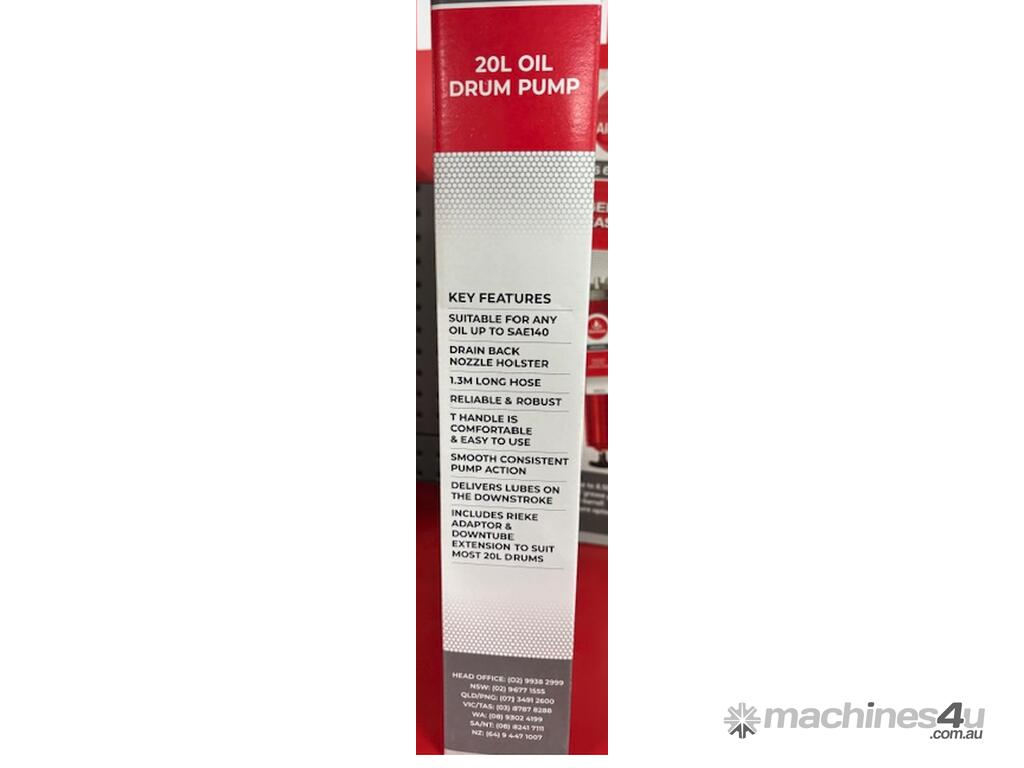 20L OIL
DRUM PUMP
KEY FEATURES
SUITABLE FOR ANY
OIL UP TO SAE140
DRAIN BACK
NOZZLE HOLSTER
1.3M LONG HOSE
RELIABLE & ROBUST
T HANDLE IS
COMFORTABLE
& EASY TO USE
SMOOTH CONSISTENT
PUMP ACTION
DELIVERS LUBES ON
THE DOWNSTROKE
INCLUDES RIEKE
ADAPTOR &
DOWNTUBE
EXTENSION TO SUIT
MOST 20L DRUMS
HEAD OFFICE: (02) 9938 2999
NSW: (02) 9677 1555
QLD/PNG: (07) 3491 2600
VIC/TAS: (03) 8787 8288
WA: (08) 9302 4199
SA/NT: (08) 8241 7111
NZ: (64) 9 447 1007
machines4u
.com.au